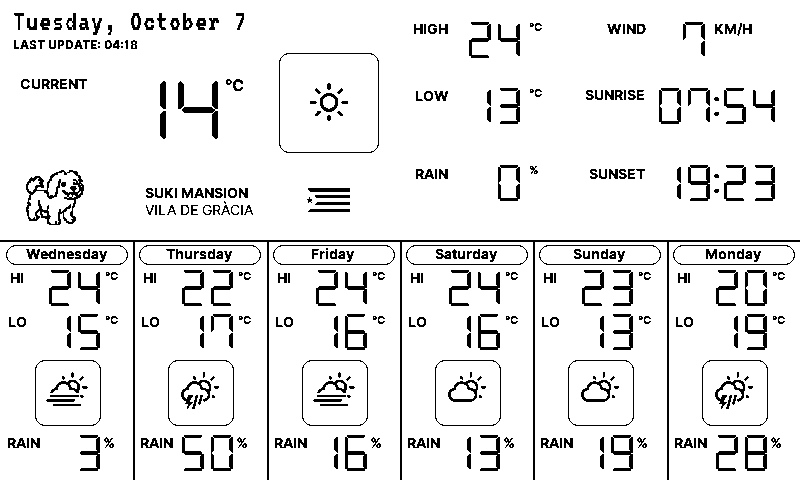 Tuesday, October 7
LAST UPDATE: 04:18
CURRENT 14 °C
SUKI MANSION
VILA DE GRÀCIA
HIGH 24 °C
LOW 13 °C
RAIN 0 %
WIND 7 KM/H
SUNRISE 07:54
SUNSET 19:23
Wednesday
HI 24 °C
LO 15 °C
RAIN 3 %
Thursday
HI 22 °C
LO 17 °C
RAIN 50 %
Friday
HI 24 °C
LO 16 °C
RAIN 16 %
Saturday
HI 24 °C
LO 16 °C
RAIN 13 %
Sunday
HI 23 °C
LO 13 °C
RAIN 19 %
Monday
HI 20 °C
LO 19 °C
RAIN 28 %